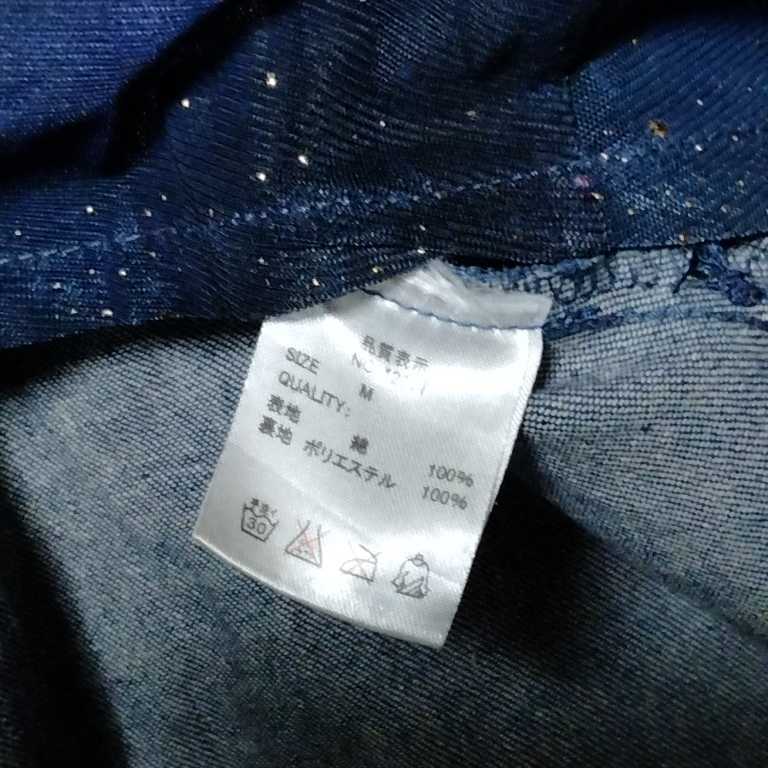 品質表示
SIZE M
QUALITY:
表地 綿 100%
裏地 ポリエステル 100%
30